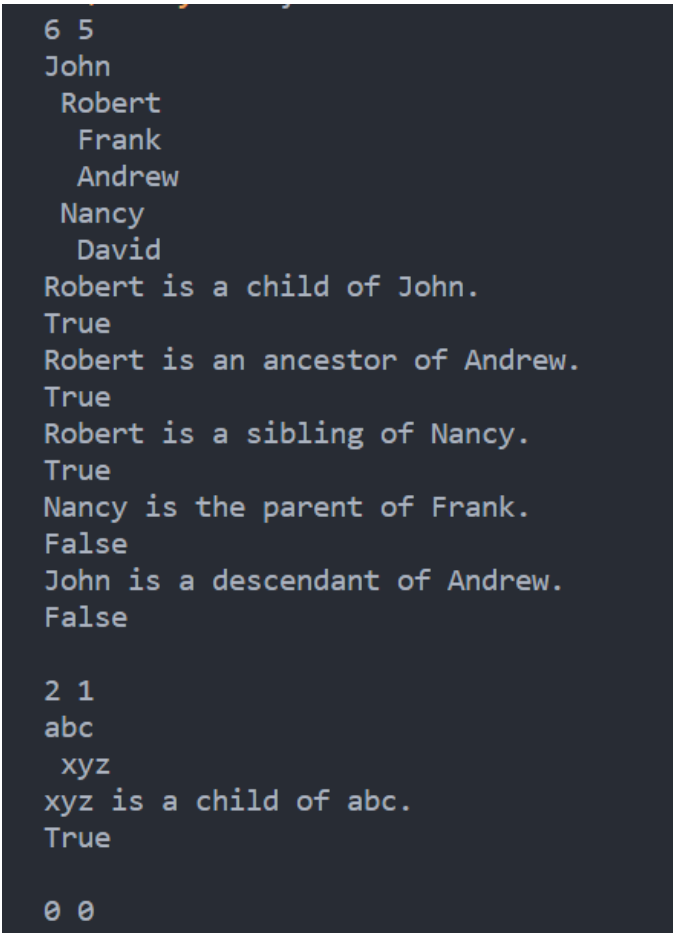 6 5
John
 Robert
  Frank
  Andrew
 Nancy
  David
Robert is a child of John.
True
Robert is an ancestor of Andrew.
True
Robert is a sibling of Nancy.
True
Nancy is the parent of Frank.
False
John is a descendant of Andrew.
False

2 1
abc
 xyz
xyz is a child of abc.
True

0 0